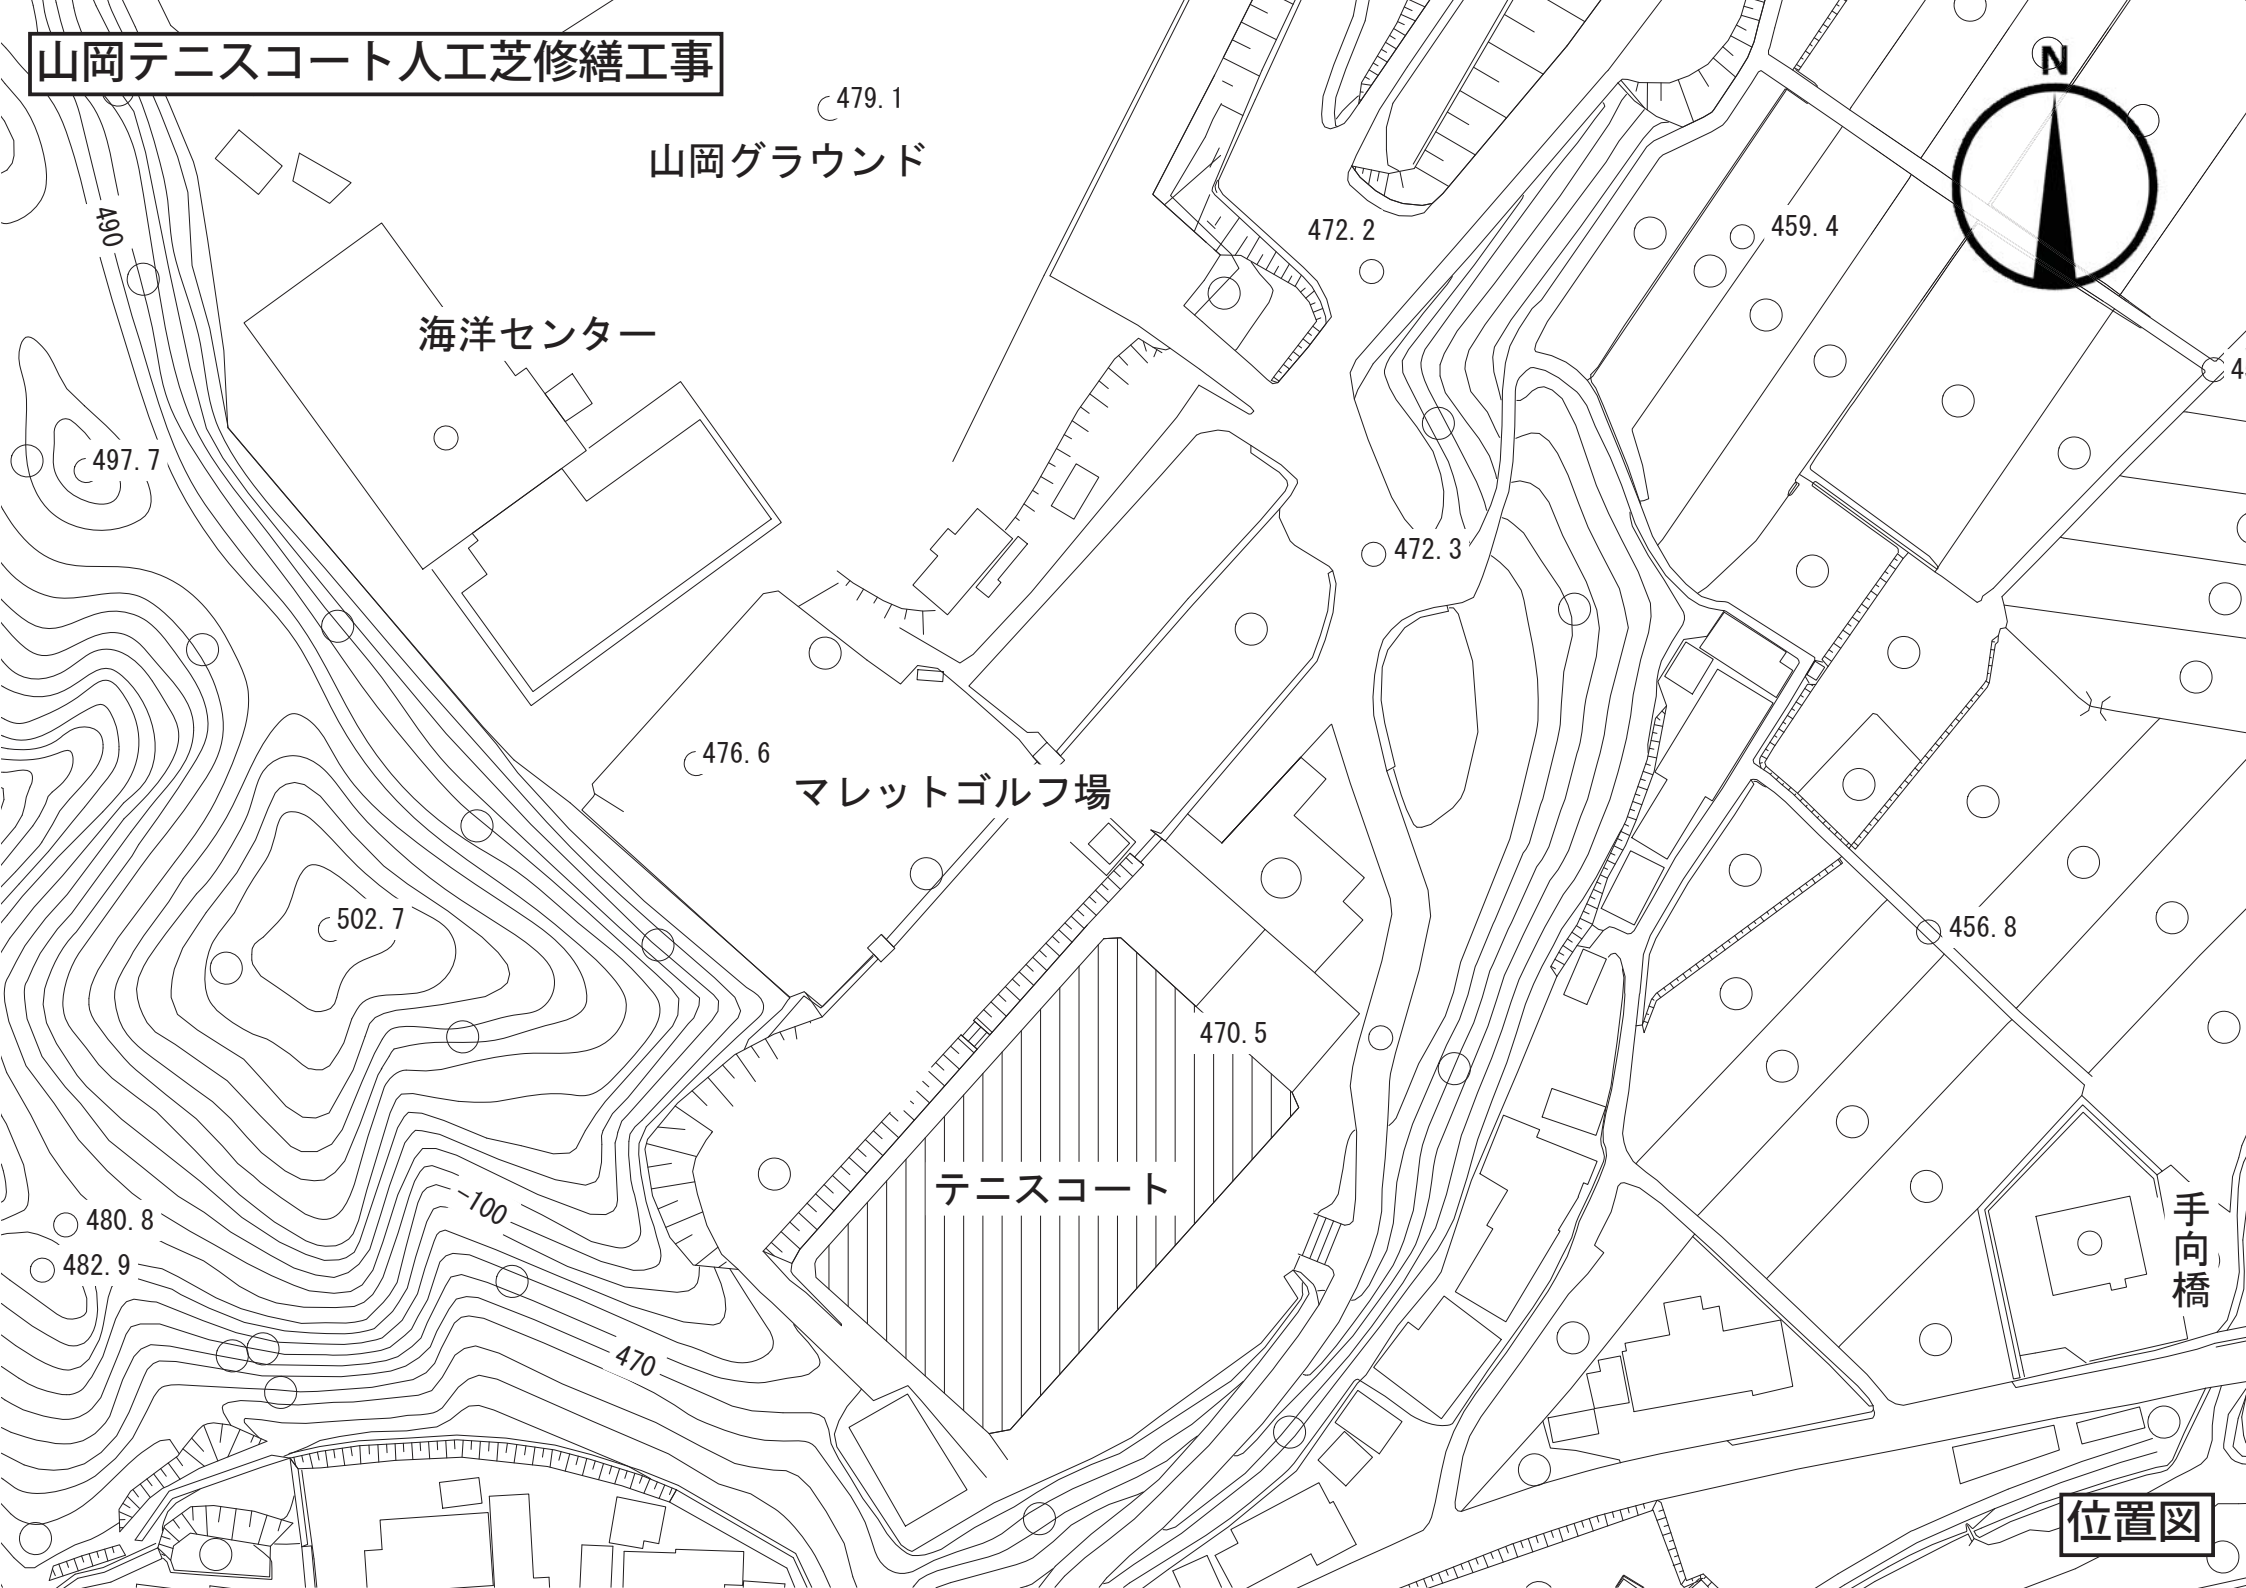 山岡テニスコート人工芝修繕工事
N
479.1
山岡グラウンド
490
472.2
459.4
海洋センター
497.7
472.3
476.6
マレットゴルフ場
502.7
456.8
470.5
テニスコート
-100
480.8
482.9
手向橋
470
位置図